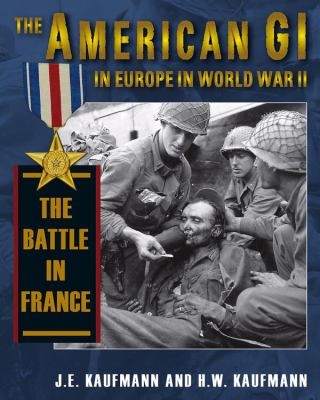 THE AMERICAN GI
IN EUROPE IN WORLD WAR II
THE
BATTLE
IN
FRANCE
J.E. KAUFMANN AND H.W. KAUFMANN